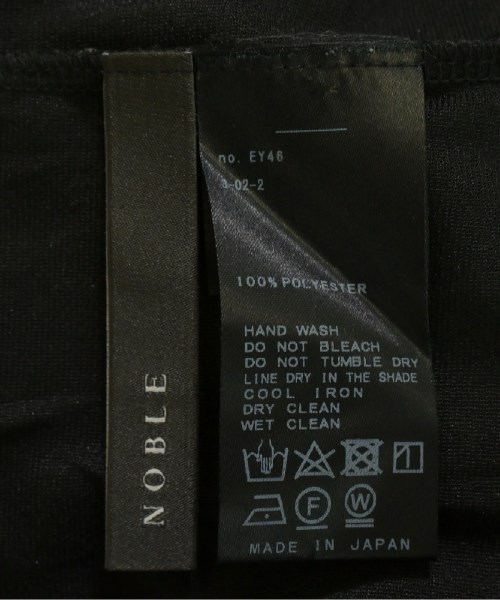 NOBLE
no. EY46
-02-2
100% POLYESTER
HAND WASH
DO NOT BLEACH
DO NOT TUMBLE DRY
LINE DRY IN THE SHADE
COOL IRON
DRY CLEAN
WET CLEAN
F W
MADE IN JAPAN